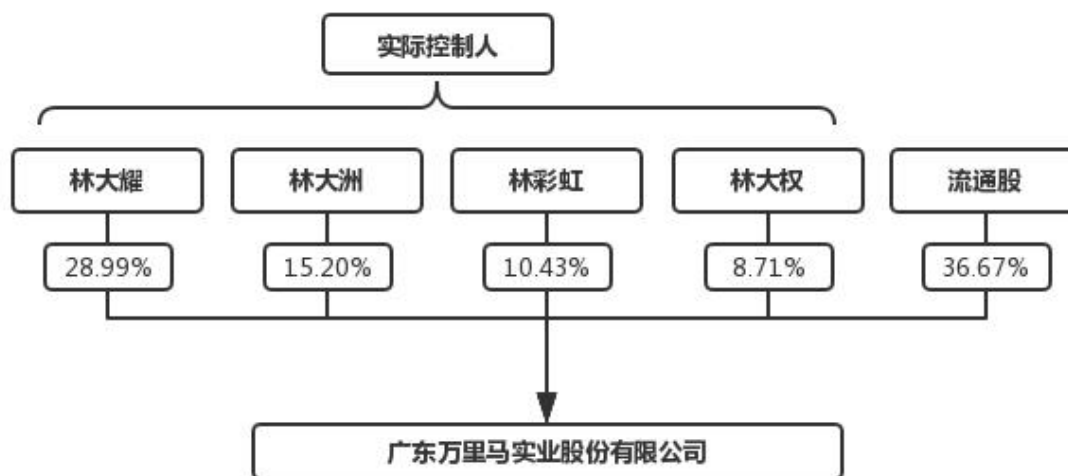 实际控制人
林大耀
林大洲
林彩虹
林大权
流通股
28.99%
15.20%
10.43%
8.71%
36.67%
广东万里马实业股份有限公司